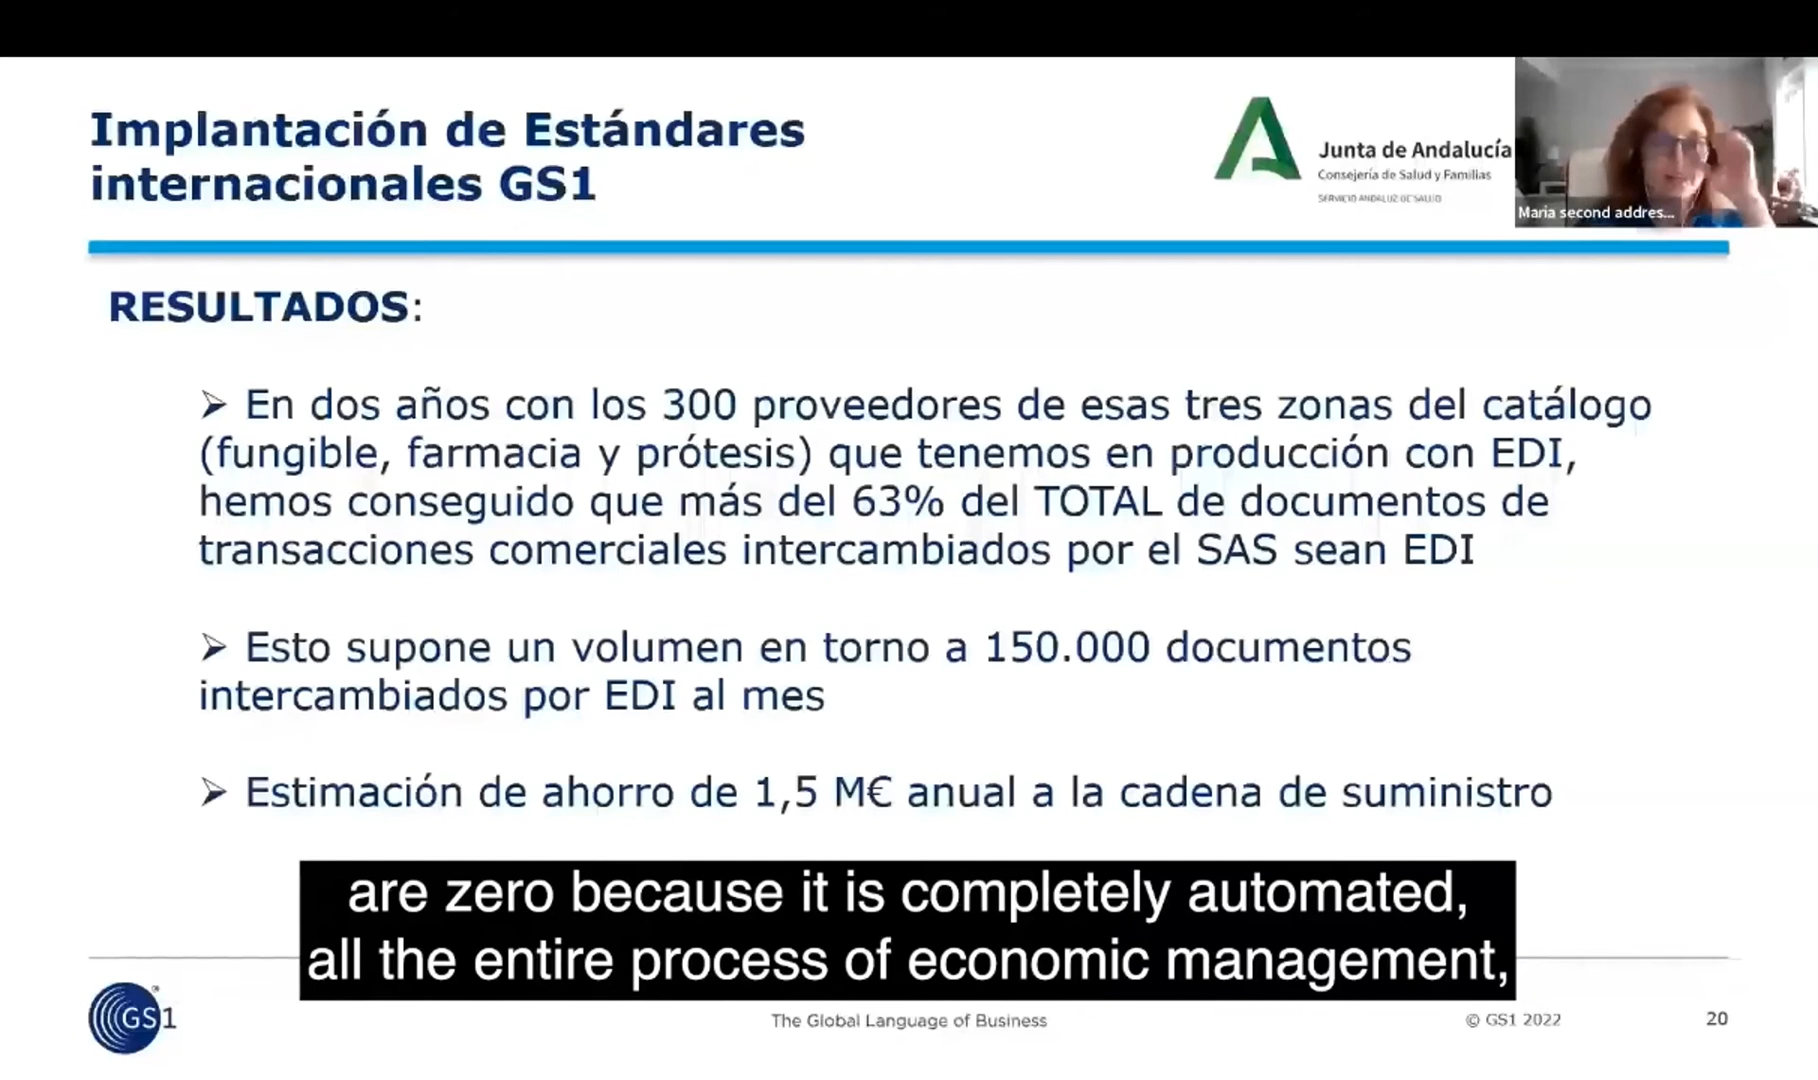 Implantación de Estándares
internacionales GS1
Junta de Andalucía
Consejería de Salud y Familias
SERVICIO ANDALUZ DE SALUD
Maria second addres...
RESULTADOS:
➢ En dos años con los 300 proveedores de esas tres zonas del catálogo
(fungible, farmacia y prótesis) que tenemos en producción con EDI,
hemos conseguido que más del 63% del TOTAL de documentos de
transacciones comerciales intercambiados por el SAS sean EDI
➢ Esto supone un volumen en torno a 150.000 documentos
intercambiados por EDI al mes
➢ Estimación de ahorro de 1,5 M€ anual a la cadena de suministro
are zero because it is completely automated,
all the entire process of economic management,
GS1
The Global Language of Business
© GS1 2022
20